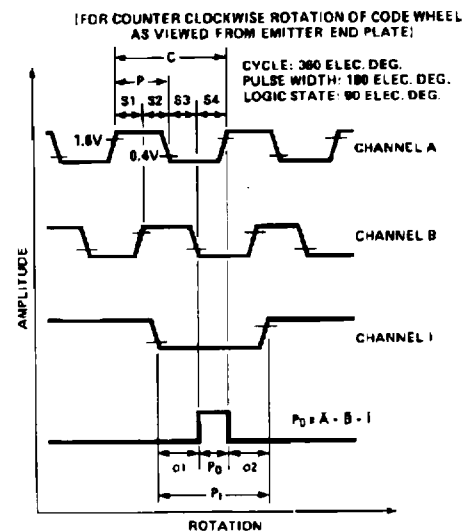 (FOR COUNTER CLOCKWISE ROTATION OF CODE WHEEL
AS VIEWED FROM EMITTER END PLATE)
CYCLE: 360 ELEC. DEG.
PULSE WIDTH: 180 ELEC. DEG.
LOGIC STATE: 90 ELEC. DEG.
C
P
S1 S2 S3 S4
1.6V
0.4V
CHANNEL A
CHANNEL B
CHANNEL I
AMPLITUDE
P₀ = Ā · B̄ · Ī
α1 P₀ α2
P₁
ROTATION